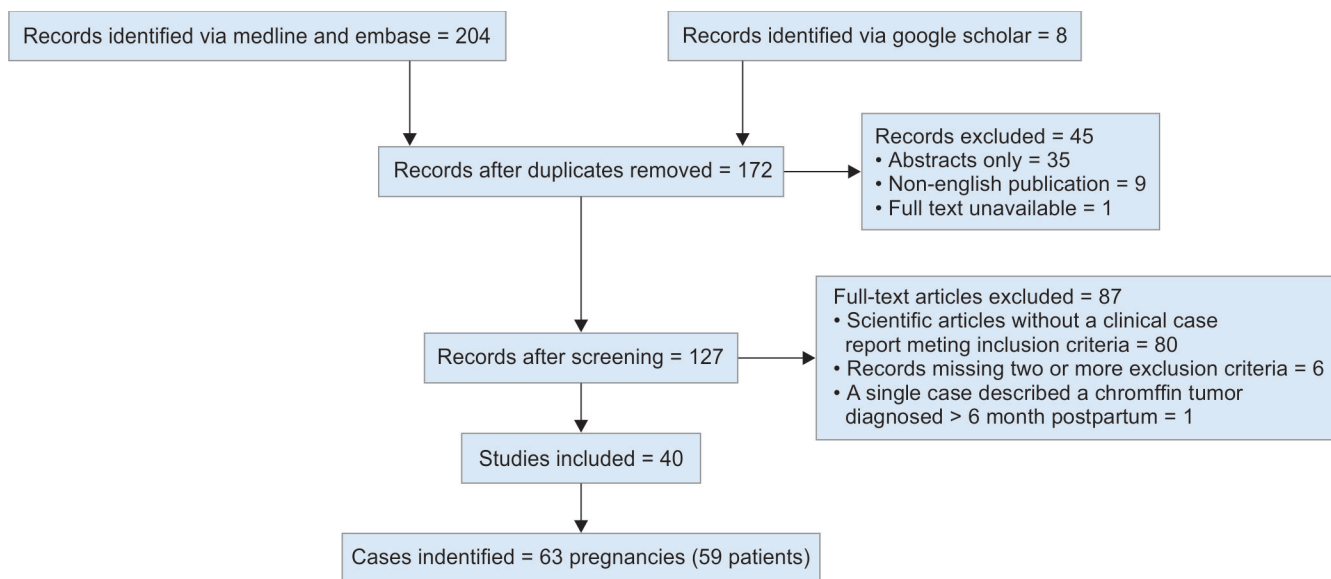 Records identified via medline and embase = 204
Records identified via google scholar = 8
Records after duplicates removed = 172
Records excluded = 45
• Abstracts only = 35
• Non-english publication = 9
• Full text unavailable = 1
Records after screening = 127
Full-text articles excluded = 87
• Scientific articles without a clinical case
report meting inclusion criteria = 80
• Records missing two or more exclusion criteria = 6
• A single case described a chromffin tumor
diagnosed > 6 month postpartum = 1
Studies included = 40
Cases indentified = 63 pregnancies (59 patients)